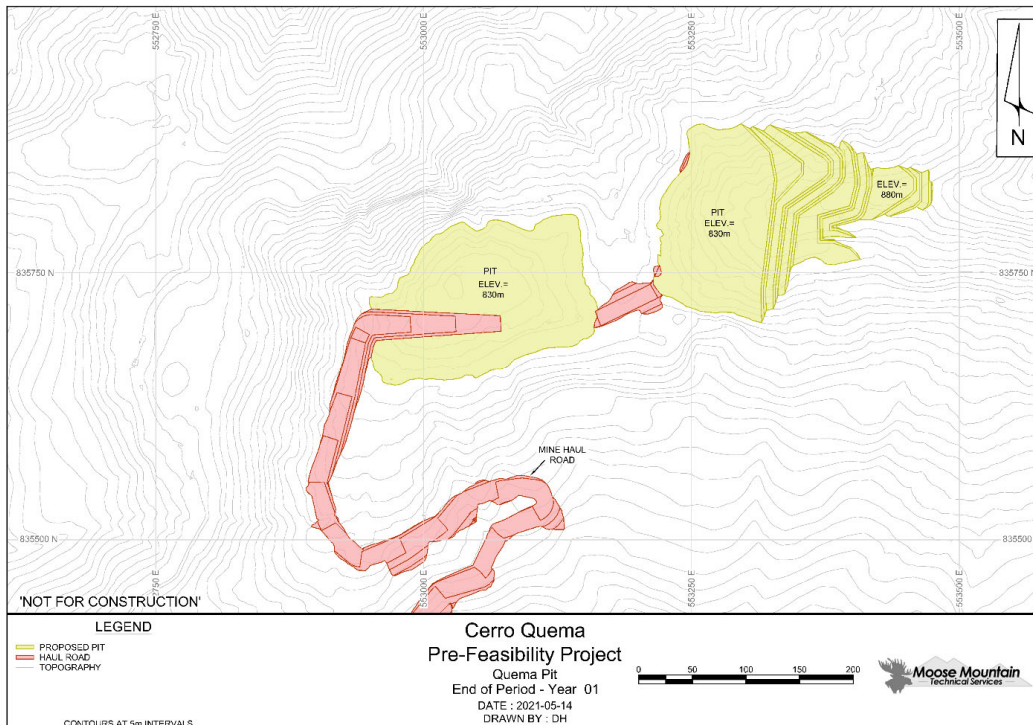 552750 E
553000 E
553250 E
553500 E
N
ELEV.=
880m
PIT
ELEV.=
830m
835750 N
PIT
ELEV.=
830m
835750 N
MINE HAUL
ROAD
835500 N
835500 N
552750 E
553000 E
553250 E
553500 E
'NOT FOR CONSTRUCTION'
LEGEND
PROPOSED PIT
HAUL ROAD
TOPOGRAPHY
CONTOURS AT 5m INTERVALS
Cerro Quema
Pre-Feasibility Project
Quema Pit
End of Period - Year 01
DATE : 2021-05-14
DRAWN BY : DH
0 50 100 150 200
Moose Mountain
Technical Services